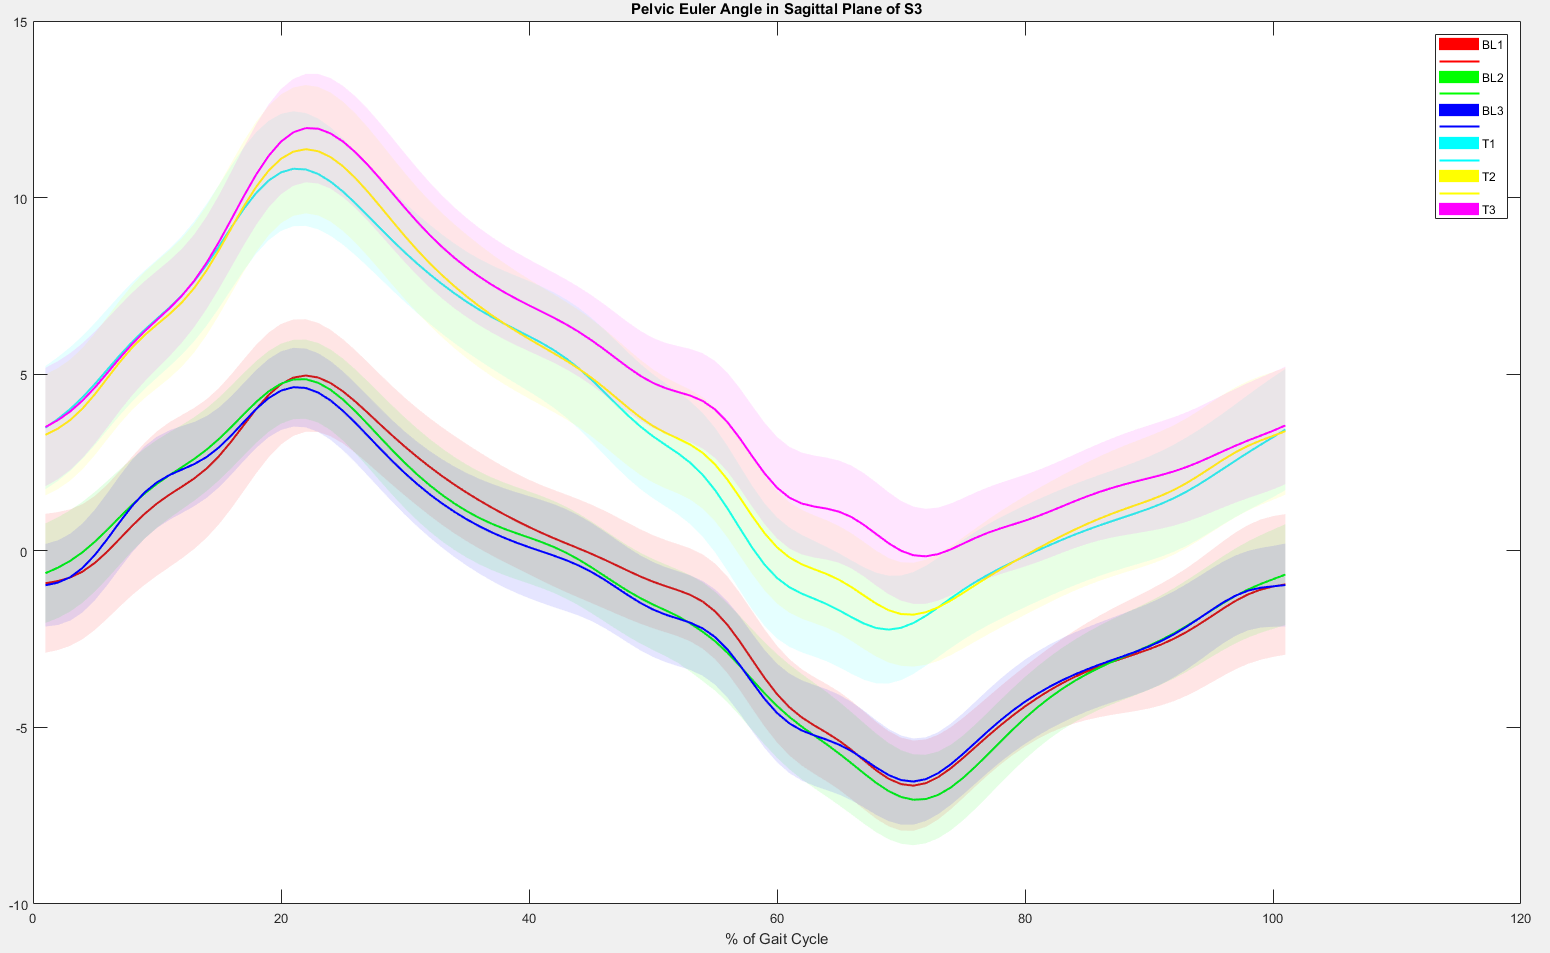 Pelvic Euler Angle in Sagittal Plane of S3
15
10
5
0
-5
-10
0 20 40 60 80 100 120
% of Gait Cycle
BL1
BL2
BL3
T1
T2
T3